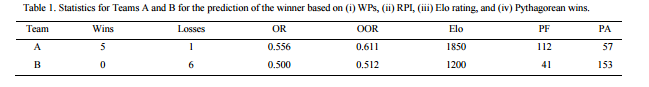 Table 1. Statistics for Teams A and B for the prediction of the winner based on (i) WPs, (ii) RPI, (iii) Elo rating, and (iv) Pythagorean wins.
Team Wins Losses OR OOR Elo PF PA
A 5 1 0.556 0.611 1850 112 57
B 0 6 0.500 0.512 1200 41 153